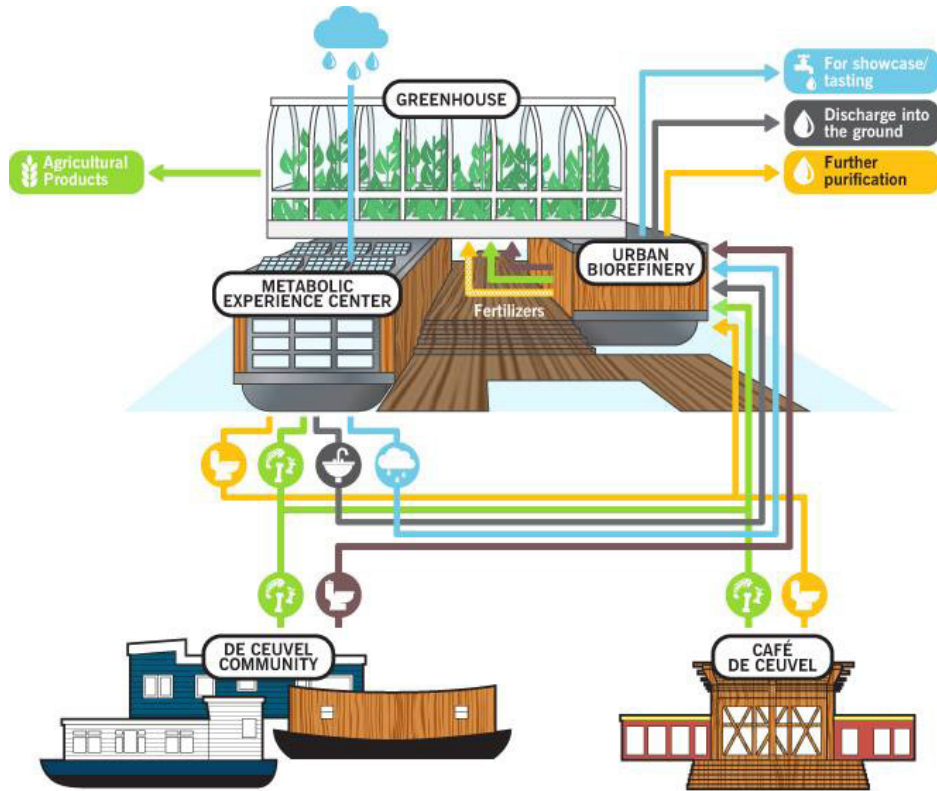 GREENHOUSE
For showcase/
tasting
Discharge into
the ground
Further
purification
Agricultural
Products
METABOLIC
EXPERIENCE CENTER
URBAN
BIOREFINERY
Fertilizers
DE CEUVEL
COMMUNITY
CAFÉ
DE CEUVEL